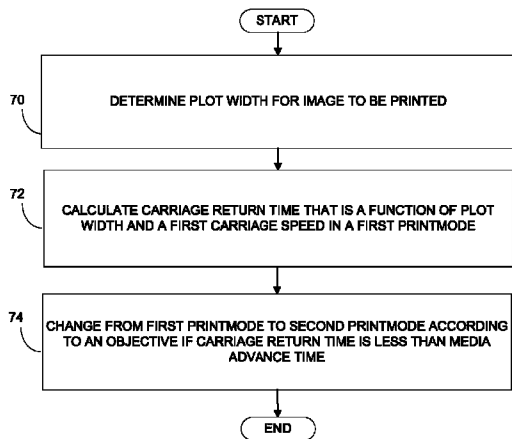 START
70
DETERMINE PLOT WIDTH FOR IMAGE TO BE PRINTED
72
CALCULATE CARRIAGE RETURN TIME THAT IS A FUNCTION OF PLOT
WIDTH AND A FIRST CARRIAGE SPEED IN A FIRST PRINTMODE
74
CHANGE FROM FIRST PRINTMODE TO SECOND PRINTMODE ACCORDING
TO AN OBJECTIVE IF CARRIAGE RETURN TIME IS LESS THAN MEDIA
ADVANCE TIME
END